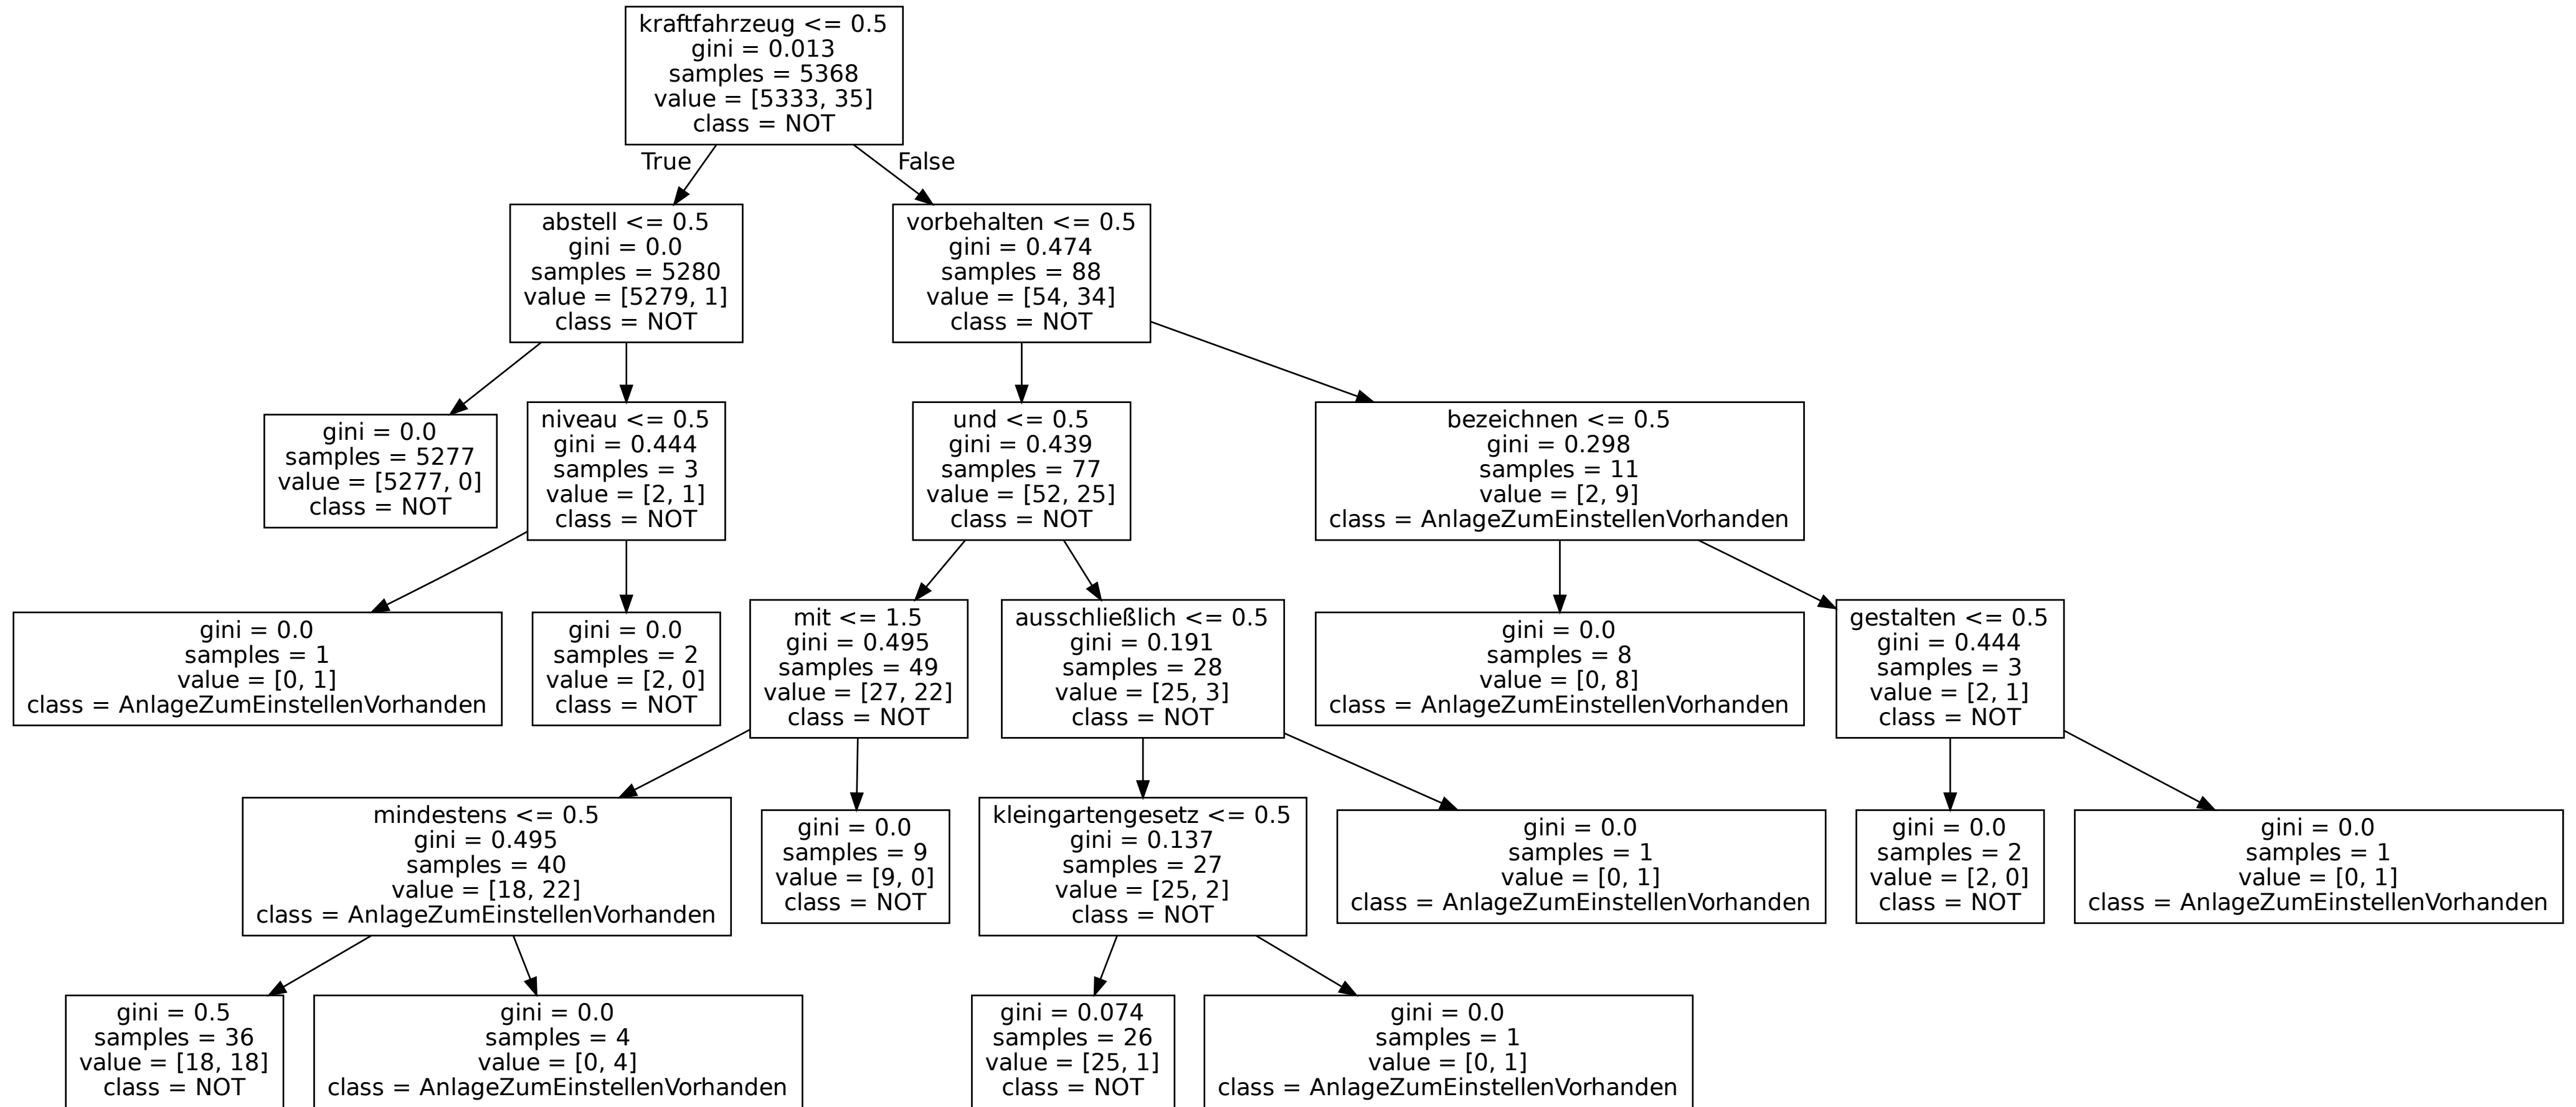 kraftfahrzeug <= 0.5
gini = 0.013
samples = 5368
value = [5333, 35]
class = NOT
True
False
abstell <= 0.5
gini = 0.0
samples = 5280
value = [5279, 1]
class = NOT
vorbehalten <= 0.5
gini = 0.474
samples = 88
value = [54, 34]
class = NOT
gini = 0.0
samples = 5277
value = [5277, 0]
class = NOT
niveau <= 0.5
gini = 0.444
samples = 3
value = [2, 1]
class = NOT
und <= 0.5
gini = 0.439
samples = 77
value = [52, 25]
class = NOT
bezeichnen <= 0.5
gini = 0.298
samples = 11
value = [2, 9]
class = AnlageZumEinstellenVorhanden
gini = 0.0
samples = 1
value = [0, 1]
class = AnlageZumEinstellenVorhanden
gini = 0.0
samples = 2
value = [2, 0]
class = NOT
mit <= 1.5
gini = 0.495
samples = 49
value = [27, 22]
class = NOT
ausschließlich <= 0.5
gini = 0.191
samples = 28
value = [25, 3]
class = NOT
gini = 0.0
samples = 8
value = [0, 8]
class = AnlageZumEinstellenVorhanden
gestalten <= 0.5
gini = 0.444
samples = 3
value = [2, 1]
class = NOT
mindestens <= 0.5
gini = 0.495
samples = 40
value = [18, 22]
class = AnlageZumEinstellenVorhanden
gini = 0.0
samples = 9
value = [9, 0]
class = NOT
kleingartengesetz <= 0.5
gini = 0.137
samples = 27
value = [25, 2]
class = NOT
gini = 0.0
samples = 1
value = [0, 1]
class = AnlageZumEinstellenVorhanden
gini = 0.0
samples = 2
value = [2, 0]
class = NOT
gini = 0.0
samples = 1
value = [0, 1]
class = AnlageZumEinstellenVorhanden
gini = 0.5
samples = 36
value = [18, 18]
class = NOT
gini = 0.0
samples = 4
value = [0, 4]
class = AnlageZumEinstellenVorhanden
gini = 0.074
samples = 26
value = [25, 1]
class = NOT
gini = 0.0
samples = 1
value = [0, 1]
class = AnlageZumEinstellenVorhanden